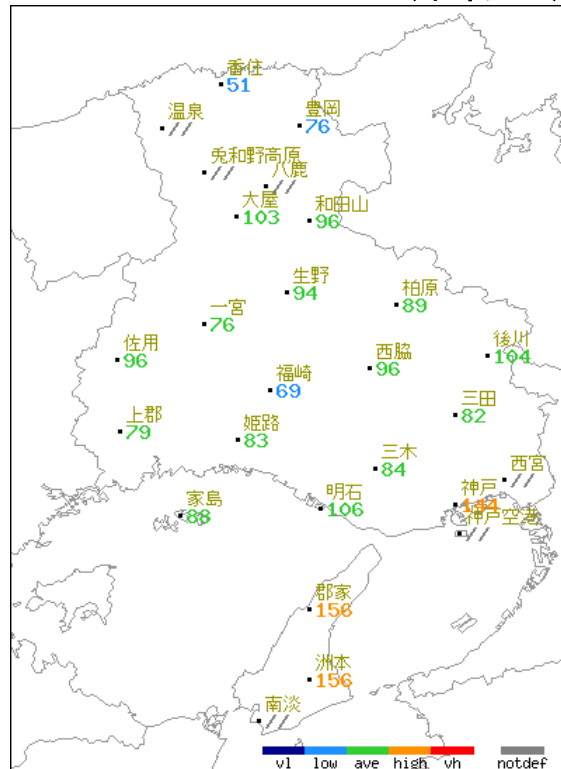 香住
51
温泉
//
豊岡
76
兎和野高原
//
八鹿
//
大屋
103
和田山
96
生野
94
柏原
89
一宮
76
佐用
96
西脇
96
後川
104
福崎
69
三田
82
上郡
79
姫路
83
三木
84
西宮
//
家島
88
明石
106
神戸
144
神戸空港
//
郡家
156
洲本
156
南淡
//
vl low ave high vh notdef